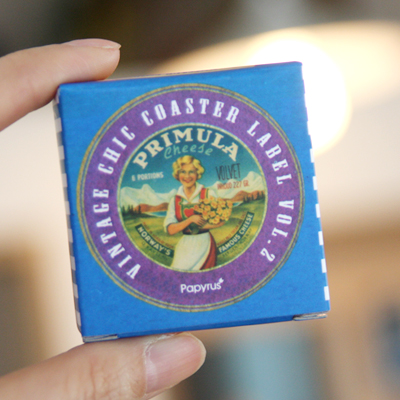 VINTAGE CHIC COASTER LABEL VOL.2
PRIMULA
Cheese
6 PORTIONS
VELVET
NORWAY'S
FAMOUS CHEESE
Papyrus